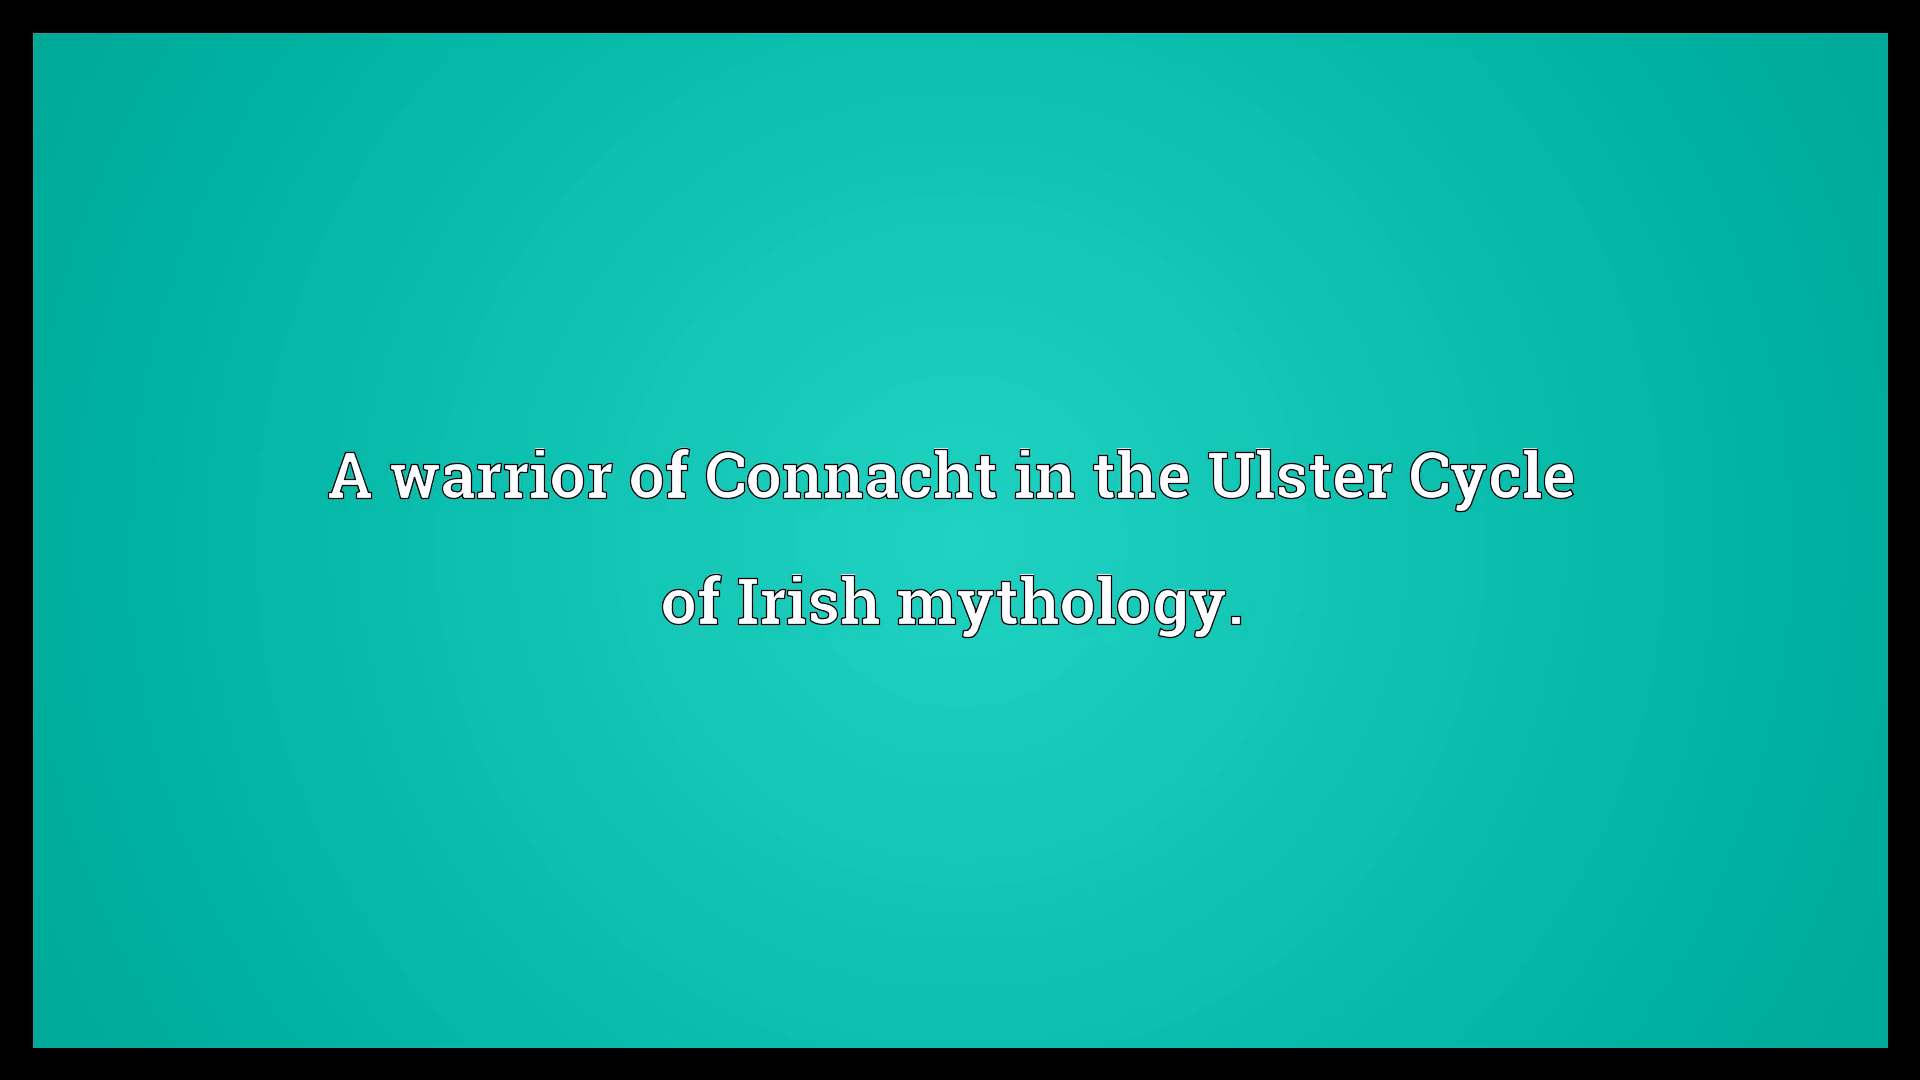 A warrior of Connacht in the Ulster Cycle
of Irish mythology.